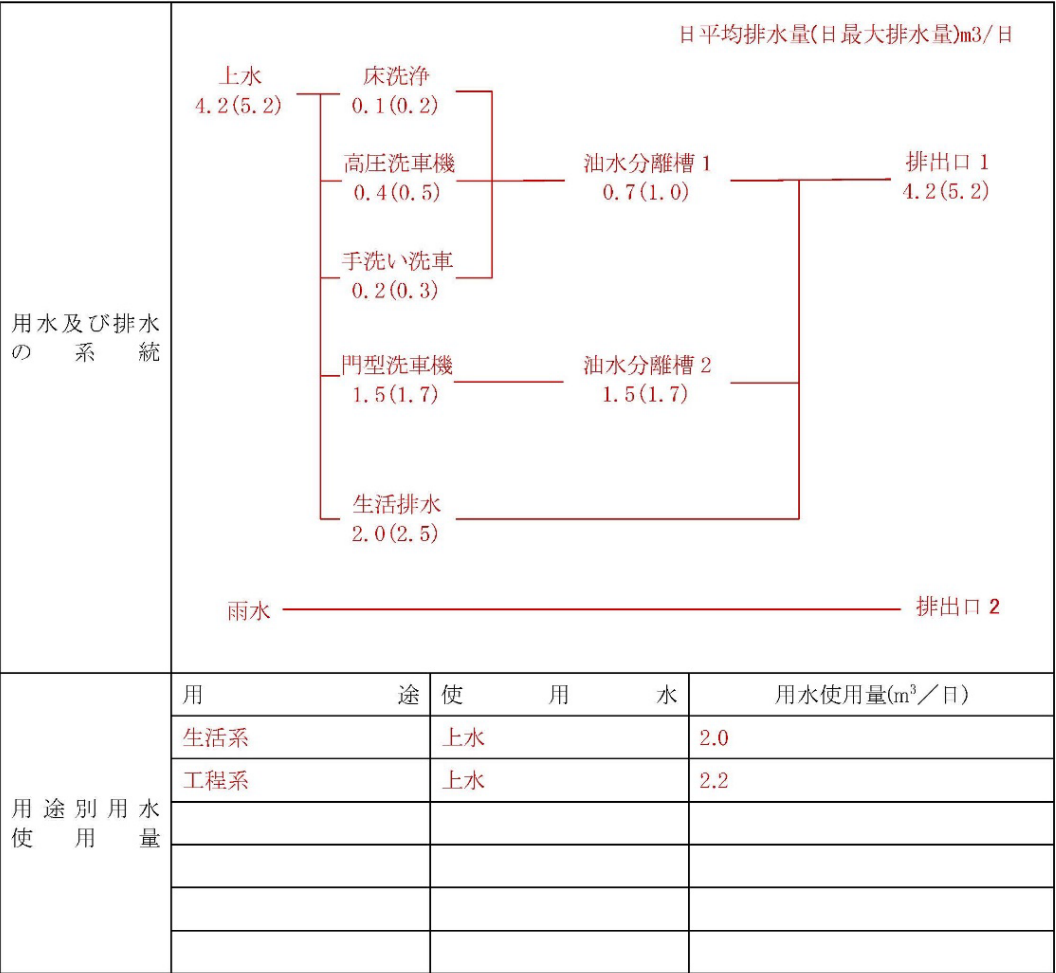 日平均排水量(日最大排水量)m3/日
上水
4.2(5.2)
床洗浄
0.1(0.2)
高圧洗車機
0.4(0.5)
油水分離槽1
0.7(1.0)
排出口1
4.2(5.2)
手洗い洗車
0.2(0.3)
用水及び排水
の系統
門型洗車機
1.5(1.7)
油水分離槽2
1.5(1.7)
生活排水
2.0(2.5)
雨水
排出口2
用途 使用水 用水使用量(m³/日)
生活系 上水 2.0
工程系 上水 2.2
用途別用水
使用量